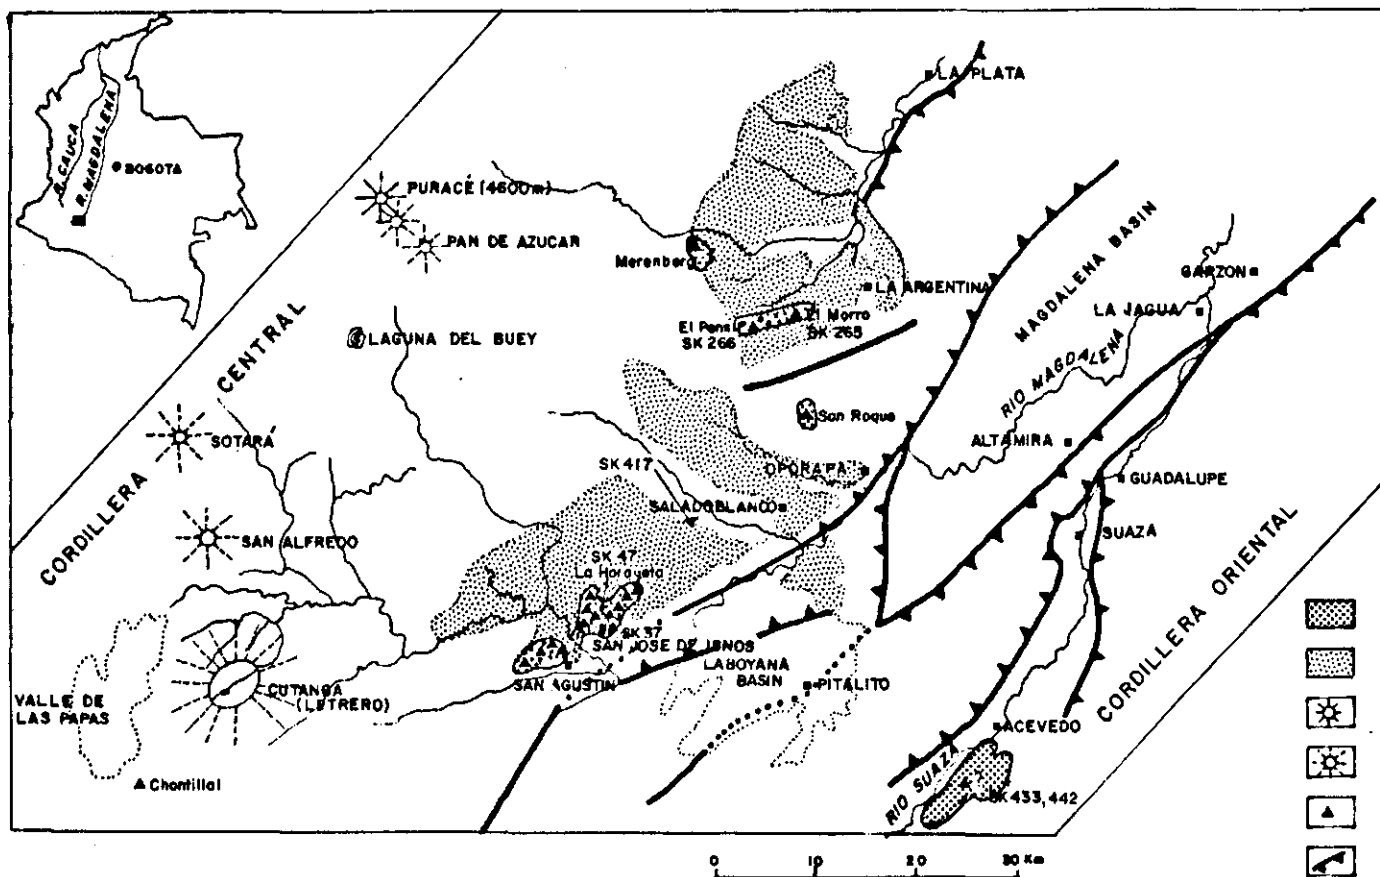 R. CAUCA
R. MAGDALENA
BOGOTA
PURACÉ (4600m)
PAN DE AZUCAR
LAGUNA DEL BUEY
CORDILLERA CENTRAL
SOTARÁ
SAN ALFREDO
CUTANGA
(LETRERO)
VALLE DE
LAS PAPAS
Chontillal
LA PLATA
Merenberg
LA ARGENTINA
El Pensil
SK 266
El Morro
SK 265
San Roque
MAGDALENA BASIN
RIO MAGDALENA
GARZON
LA JAGUA
ALTAMIRA
GUADALUPE
SUAZA
OPORAPA
SK 417
SALADOBLANCO
SK 47
La Horqueta
SK 37
SAN JOSE DE ISNOS
SAN AGUSTIN
LABOYANA
BASIN
PITALITO
CORDILLERA ORIENTAL
ACEVEDO
RIO SUAZA
SK 433, 442
0 10 20 30 Km